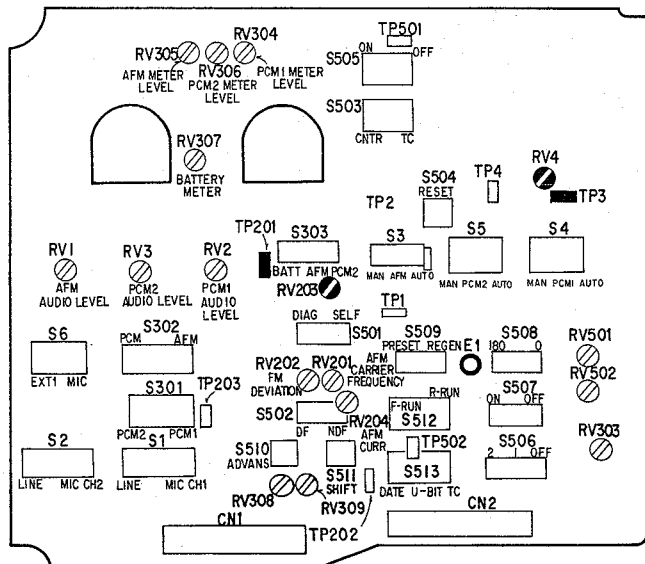 RV304
RV305
AFM METER
LEVEL
RV306
PCM2 METER
LEVEL
PCM1 METER
LEVEL
TP501
ON
OFF
S505
S503
CNTR TC
RV307
BATTERY
METER
S504
RESET
TP2
TP4
RV4
TP3
TP201
S303
BATT AFM PCM2
S3
MAN AFM AUTO
S5
MAN PCM2 AUTO
S4
MAN PCM1 AUTO
RV1
AFM
AUDIO LEVEL
RV3
PCM2
AUDIO LEVEL
RV2
PCM1
AUDIO
LEVEL
RV203
TP1
DIAG SELF
S501
S6
EXT1 MIC
S302
PCM AFM
S509
PRESET REGEN
E1
S508
180 0
RV501
RV502
RV202
RV201
FM
DEVIATION
AFM
CARRIER
FREQUENCY
S301
PCM2 PCM1
TP203
S502
DF NDF
RV204
AFM
CURR
R-RUN
F-RUN
S512
S507
ON OFF
RV303
S2
LINE MIC CH2
S1
LINE MIC CH1
S510
ADVANS
S511
SHIFT
TP502
S513
DATE U-BIT TC
S506
2 1 OFF
RV308
RV309
TP202
CN1
CN2